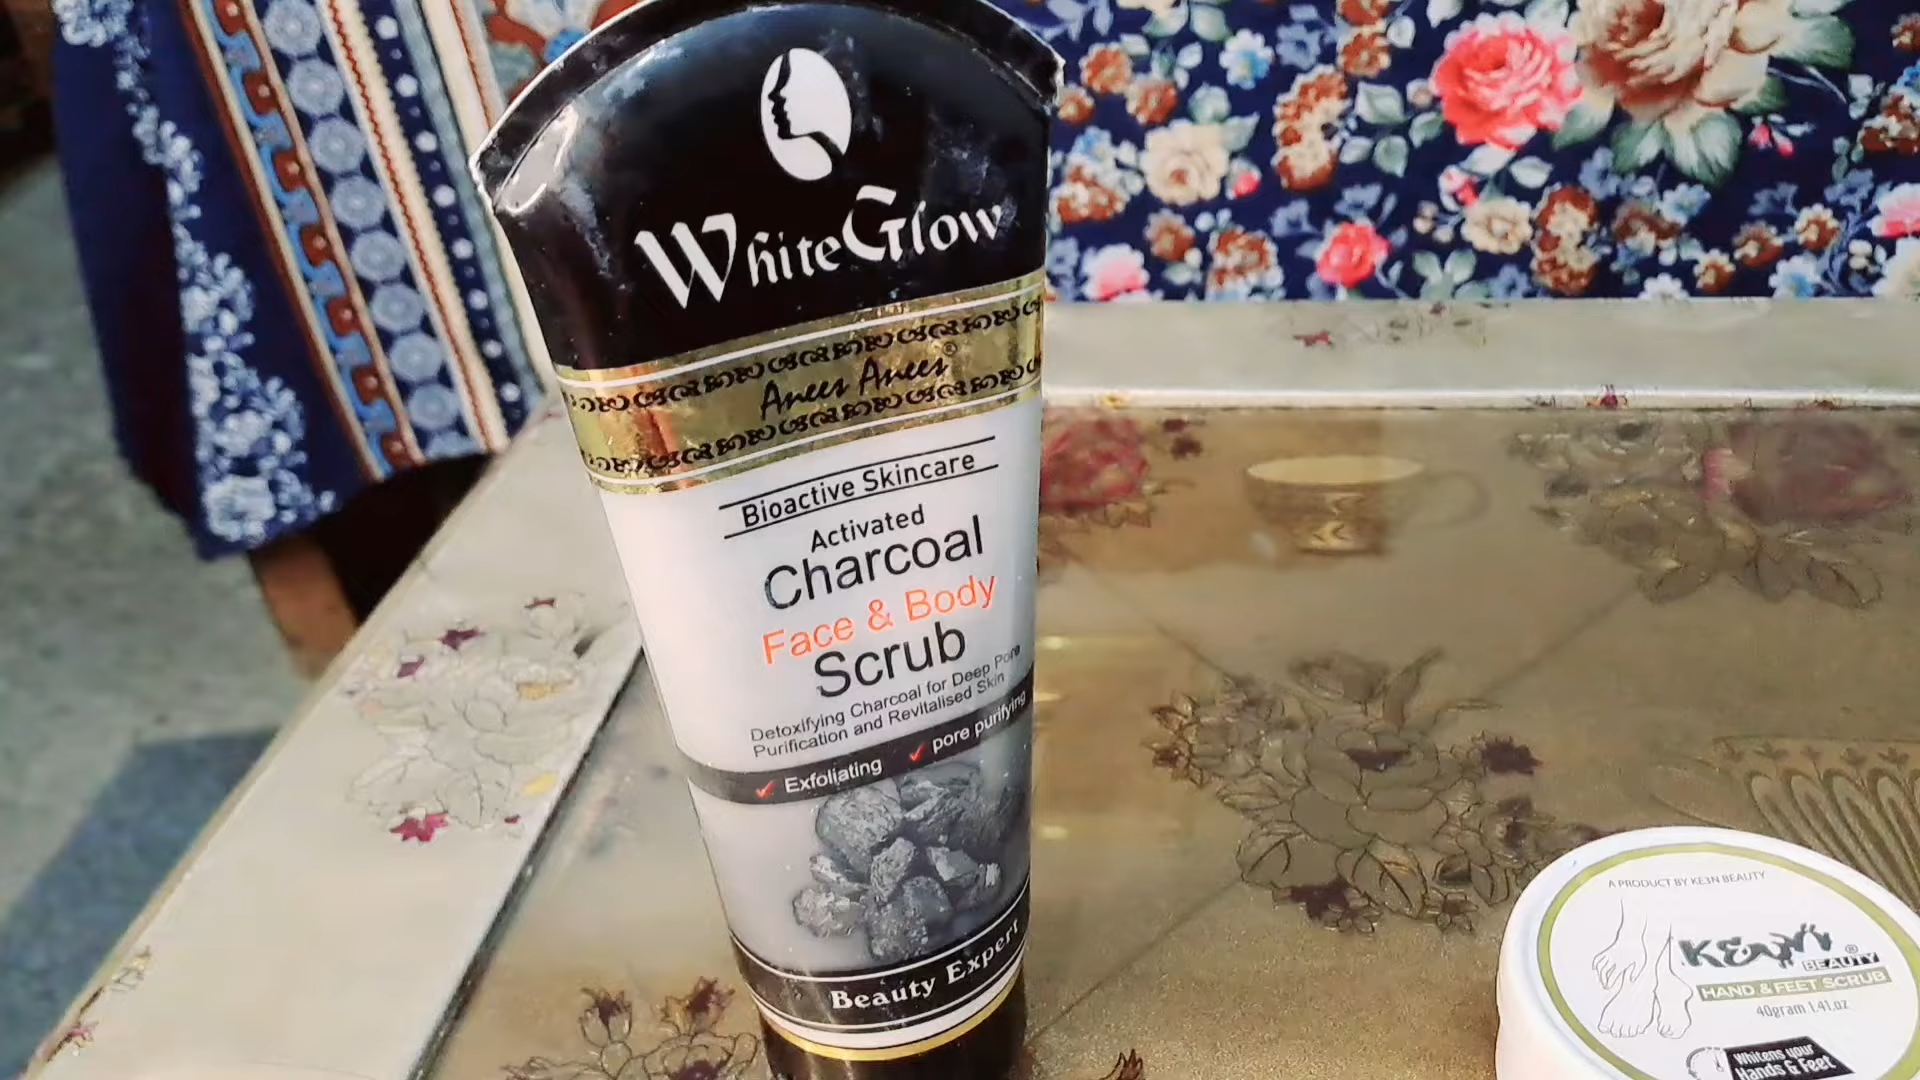 WhiteGlow
Anees Anees®
Bioactive Skincare
Activated
Charcoal
Face & Body
Scrub
Detoxifying Charcoal for Deep Pore
Purification and Revitalised Skin
Exfoliating pore purifying
Beauty Expert
A PRODUCT BY KE3N BEAUTY
®
BEAUTY
HAND & FEET SCRUB
40gram 1.41.oz
Whitens your
Hands & Feet